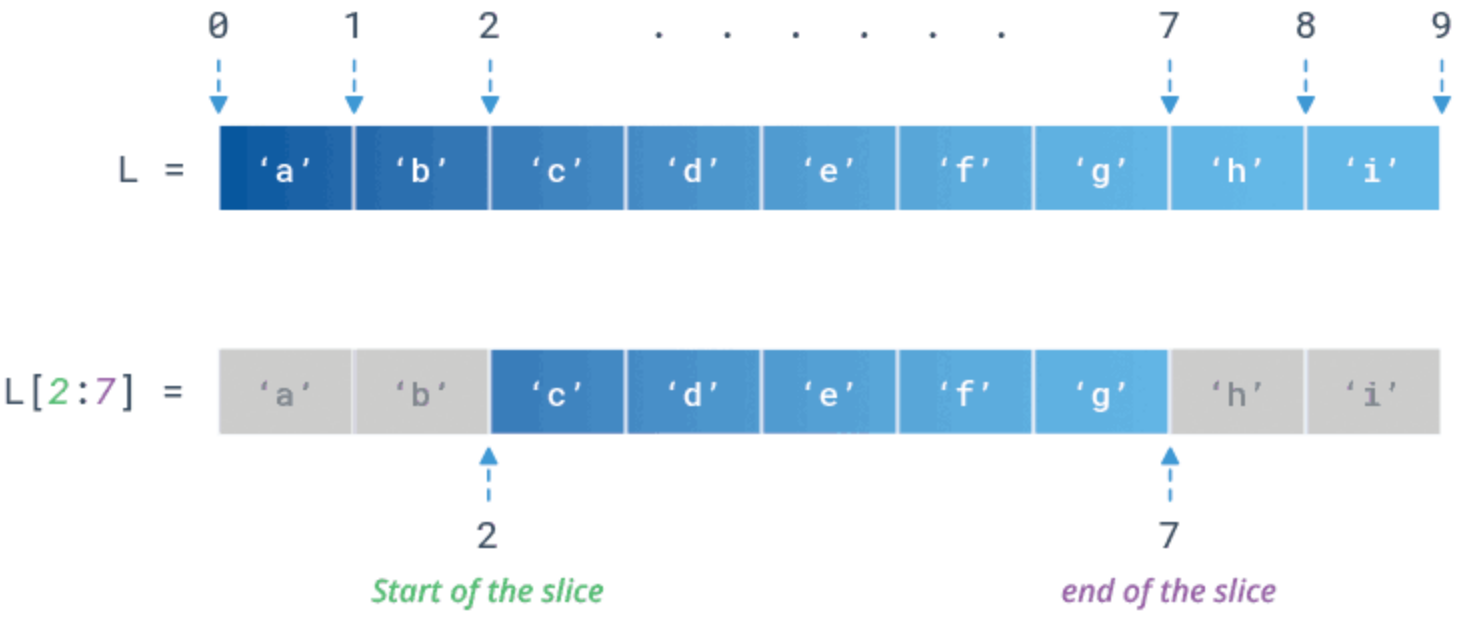 0 1 2 . . . . . . 7 8 9
L = ‘a’ ‘b’ ‘c’ ‘d’ ‘e’ ‘f’ ‘g’ ‘h’ ‘i’
L[2:7] = ‘a’ ‘b’ ‘c’ ‘d’ ‘e’ ‘f’ ‘g’ ‘h’ ‘i’
2 7
Start of the slice end of the slice